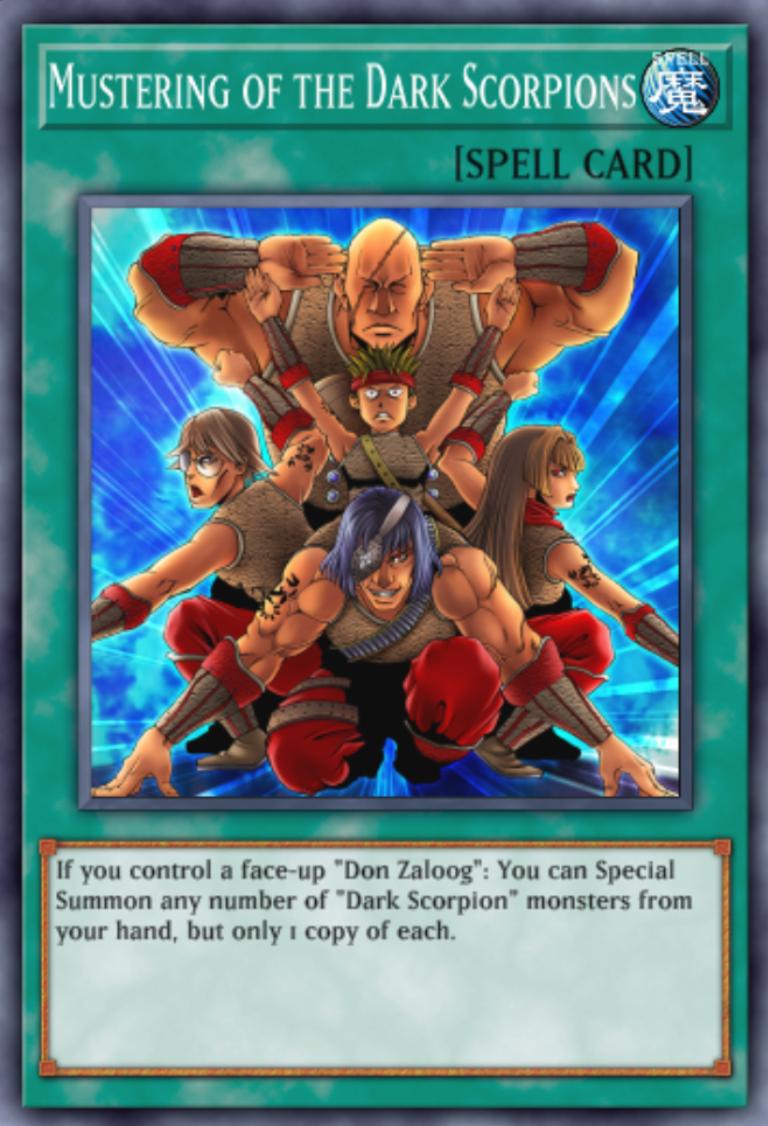 MUSTERING OF THE DARK SCORPIONS
SPELL
魔
[SPELL CARD]
If you control a face-up "Don Zaloog": You can Special
Summon any number of "Dark Scorpion" monsters from
your hand, but only 1 copy of each.